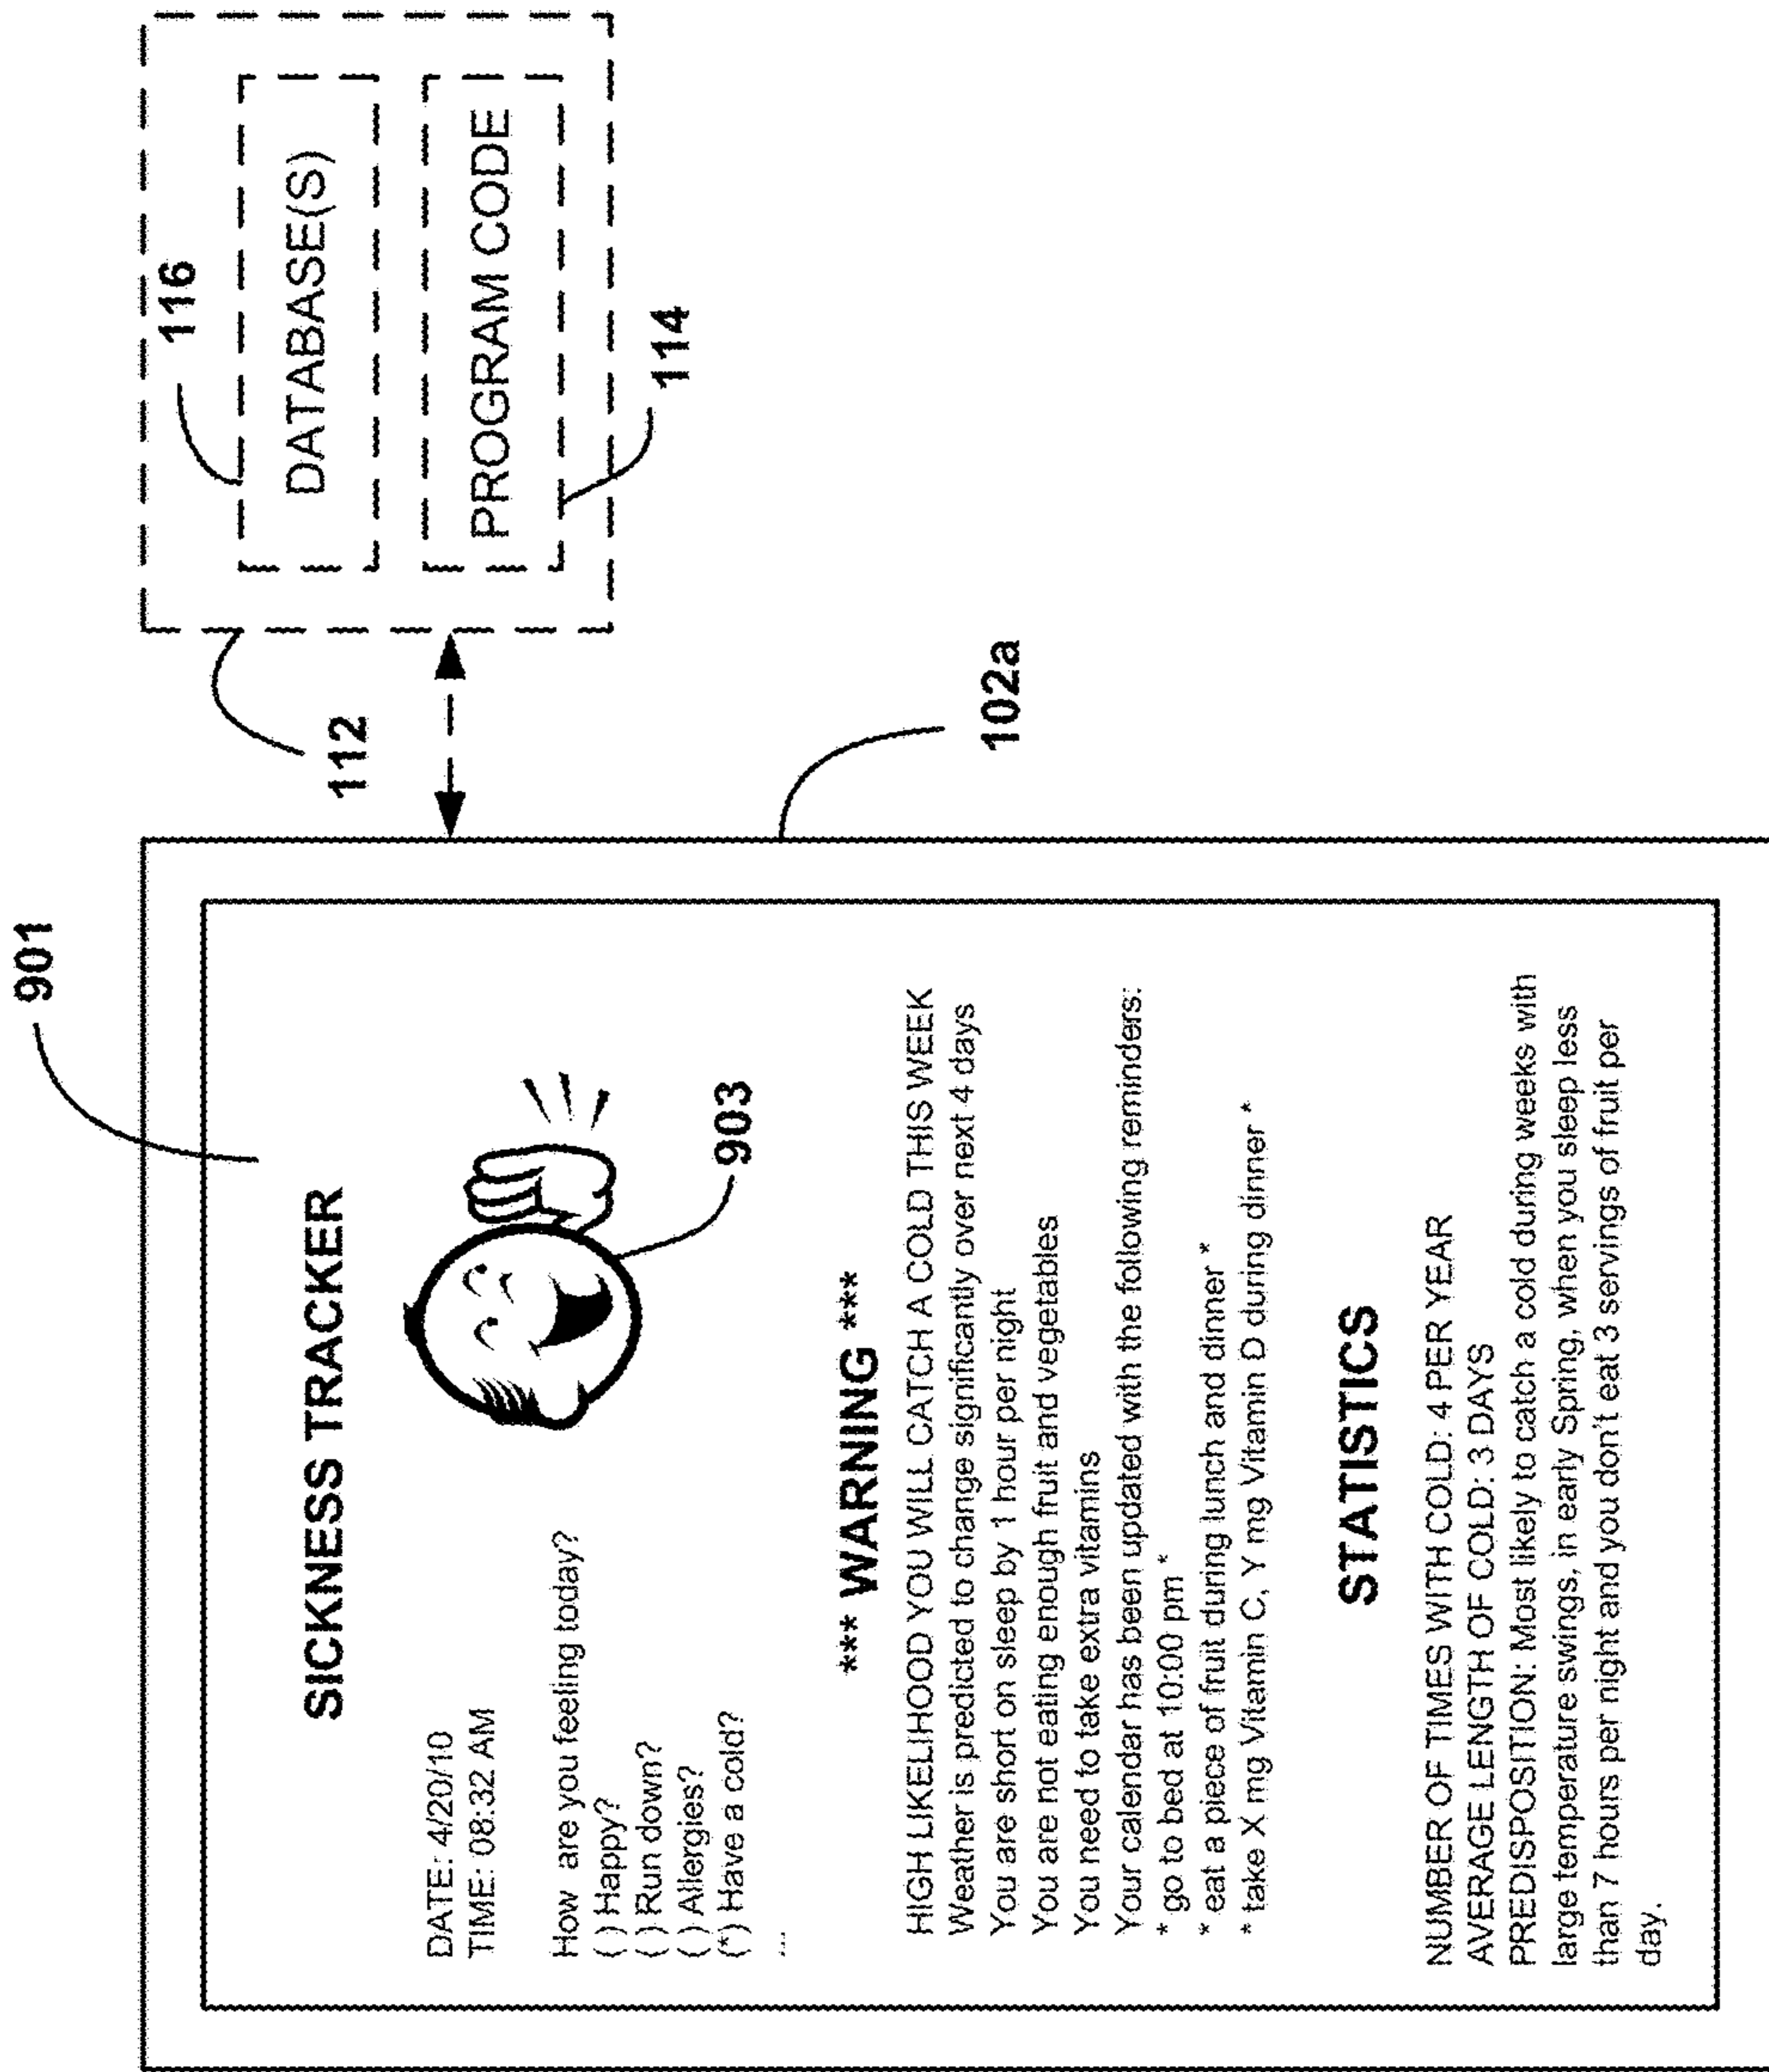 901
SICKNESS TRACKER
DATE: 4/20/10
TIME: 08:32 AM
How are you feeling today?
( ) Happy?
( ) Run down?
( ) Allergies?
(*) Have a cold?
...
903
*** WARNING ***
HIGH LIKELIHOOD YOU WILL CATCH A COLD THIS WEEK
Weather is predicted to change significantly over next 4 days
You are short on sleep by 1 hour per night
You are not eating enough fruit and vegetables
You need to take extra vitamins
Your calendar has been updated with the following reminders:
* go to bed at 10:00 pm *
* eat a piece of fruit during lunch and dinner *
* take X mg Vitamin C, Y mg Vitamin D during dinner *
STATISTICS
NUMBER OF TIMES WITH COLD: 4 PER YEAR
AVERAGE LENGTH OF COLD: 3 DAYS
PREDISPOSITION: Most likely to catch a cold during weeks with
large temperature swings, in early Spring, when you sleep less
than 7 hours per night and you don't eat 3 servings of fruit per
day.
112
102a
116
DATABASE(S)
PROGRAM CODE
114